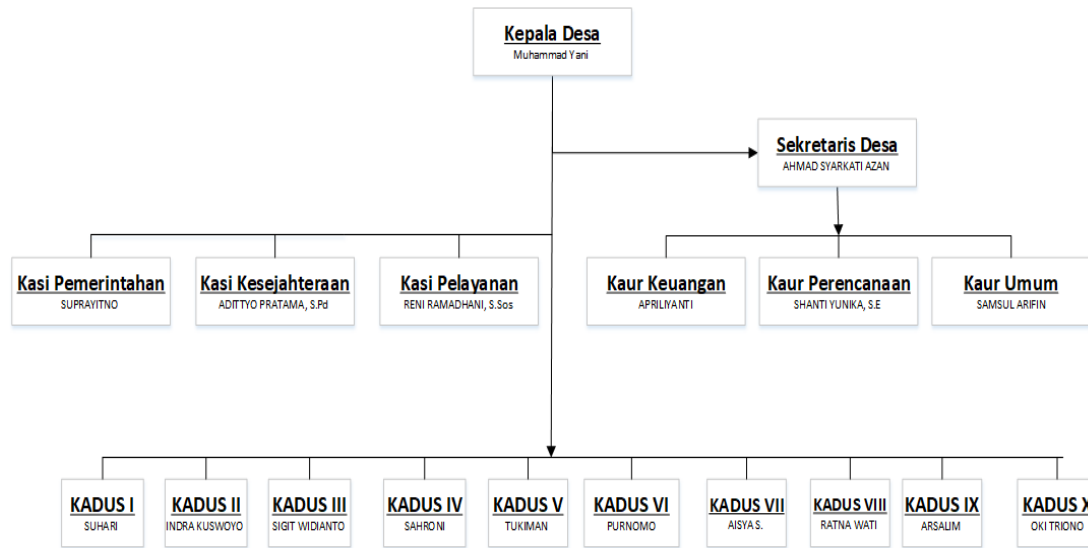 Kepala Desa
Muhammad Yani
Sekretaris Desa
AHMAD SYARKATI AZAN
Kasi Pemerintahan
SUPRAYITNO
Kasi Kesejahteraan
ADITTYO PRATAMA, S.Pd
Kasi Pelayanan
RENI RAMADHANI, S.Sos
Kaur Keuangan
APRILIYANTI
Kaur Perencanaan
SHANTI YUNIKA, S.E
Kaur Umum
SAMSUL ARIFIN
KADUS I
SUHARI
KADUS II
INDRA KUSWOYO
KADUS III
SIGIT WIDIANTO
KADUS IV
SAHRONI
KADUS V
TUKIMAN
KADUS VI
PURNOMO
KADUS VII
AISYA S.
KADUS VIII
RATNA WATI
KADUS IX
ARSALIM
KADUS X
OKI TRIONO